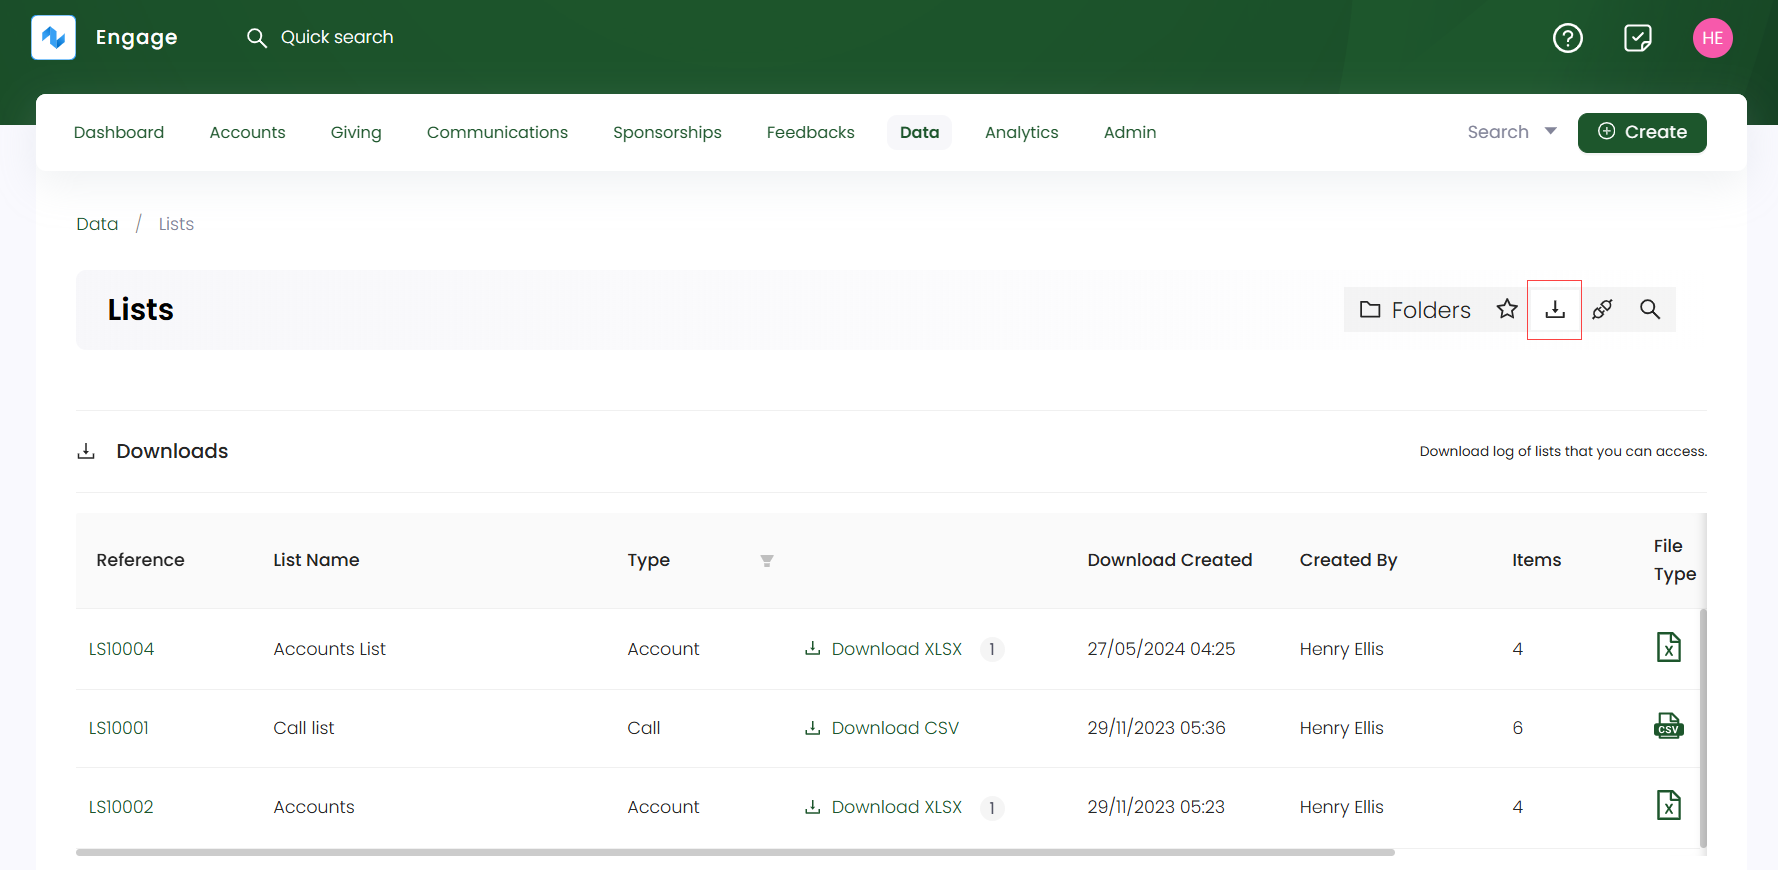 Engage
Quick search
HE
Dashboard Accounts Giving Communications Sponsorships Feedbacks Data Analytics Admin Search Create
Data / Lists
Lists
Folders
Downloads
Download log of lists that you can access.
Reference List Name Type Download Created Created By Items File Type
LS10004 Accounts List Account Download XLSX 1 27/05/2024 04:25 Henry Ellis 4 X
LS10001 Call list Call Download CSV 29/11/2023 05:36 Henry Ellis 6 CSV
LS10002 Accounts Account Download XLSX 1 29/11/2023 05:23 Henry Ellis 4 X